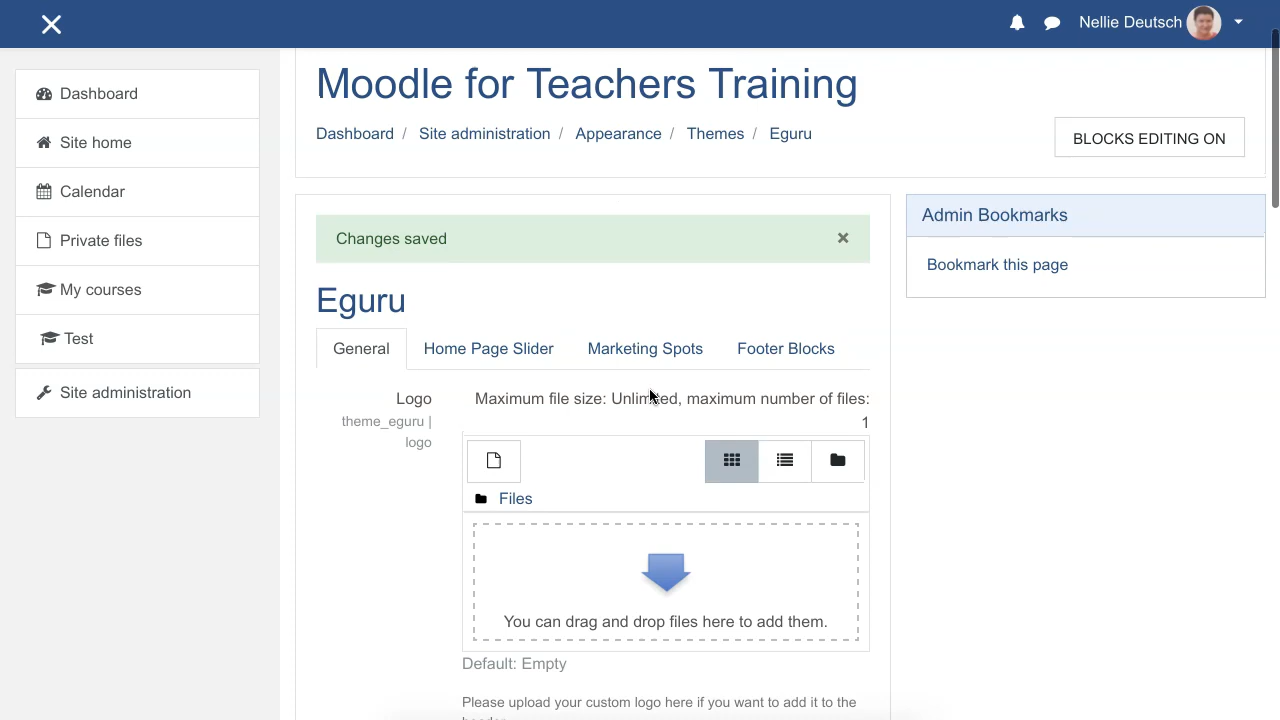 Nellie Deutsch
Dashboard
Site home
Calendar
Private files
My courses
Test
Site administration
Moodle for Teachers Training
Dashboard / Site administration / Appearance / Themes / Eguru
BLOCKS EDITING ON
Changes saved ×
Eguru
General Home Page Slider Marketing Spots Footer Blocks
Logo
theme_eguru |
logo
Maximum file size: Unlimited, maximum number of files:
1
Files
You can drag and drop files here to add them.
Default: Empty
Please upload your custom logo here if you want to add it to the
Admin Bookmarks
Bookmark this page